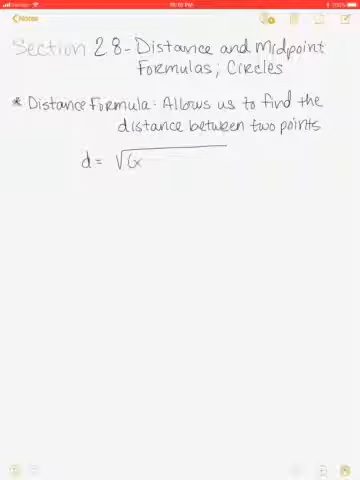 Notes
Section 2.8 - Distance and Midpoint
Formulas; Circles
* Distance Formula: Allows us to find the
distance between two points
d = √(x